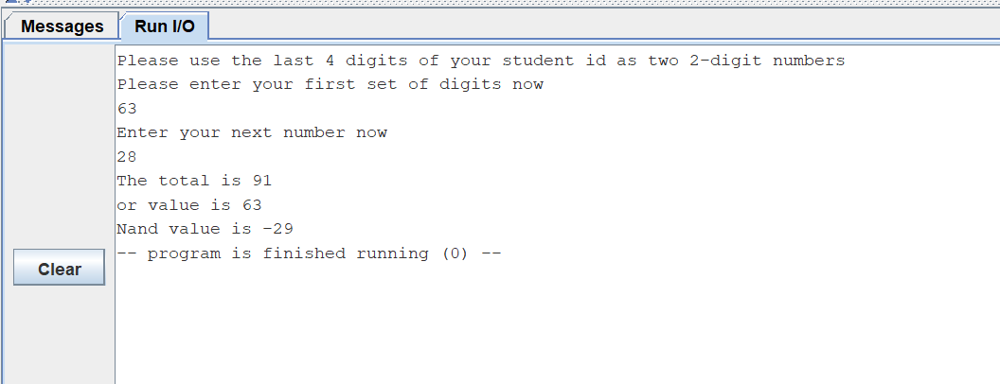 Messages Run I/O
Please use the last 4 digits of your student id as two 2-digit numbers
Please enter your first set of digits now
63
Enter your next number now
28
The total is 91
or value is 63
Nand value is -29
-- program is finished running (0) --
Clear